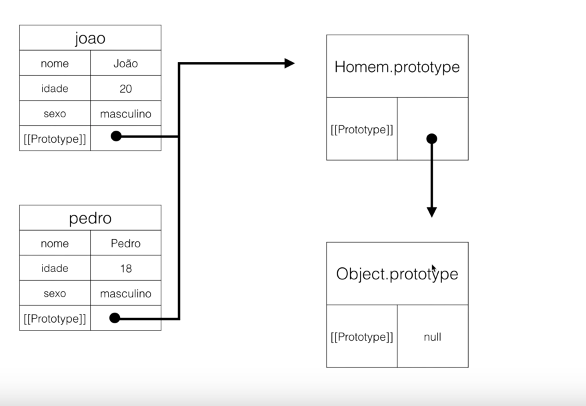 joao
nome João
idade 20
sexo masculino
[[Prototype]]
pedro
nome Pedro
idade 18
sexo masculino
[[Prototype]]
Homem.prototype
[[Prototype]]
Object.prototype
[[Prototype]] null